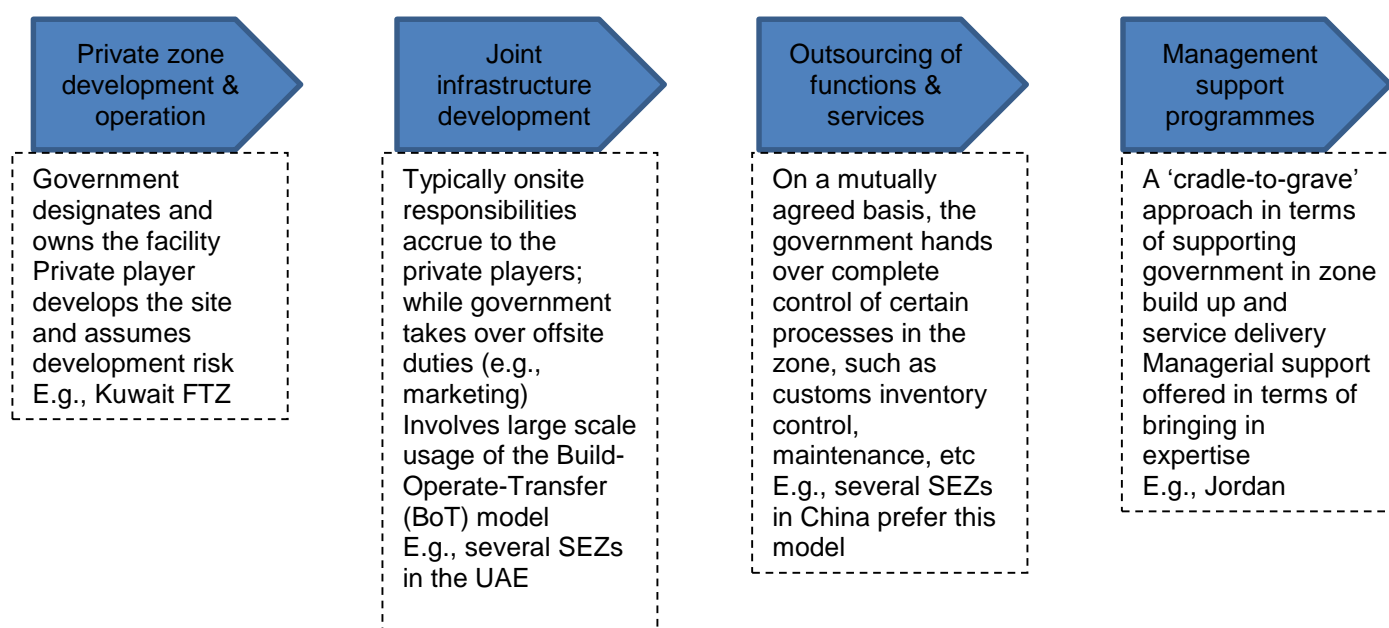 Private zone
development &
operation
Government
designates and
owns the facility
Private player
develops the site
and assumes
development risk
E.g., Kuwait FTZ
Joint
infrastructure
development
Typically onsite
responsibilities
accrue to the
private players;
while government
takes over offsite
duties (e.g.,
marketing)
Involves large scale
usage of the Build-
Operate-Transfer
(BoT) model
E.g., several SEZs
in the UAE
Outsourcing of
functions &
services
On a mutually
agreed basis, the
government hands
over complete
control of certain
processes in the
zone, such as
customs inventory
control,
maintenance, etc
E.g., several SEZs
in China prefer this
model
Management
support
programmes
A ‘cradle-to-grave’
approach in terms
of supporting
government in zone
build up and
service delivery
Managerial support
offered in terms of
bringing in
expertise
E.g., Jordan